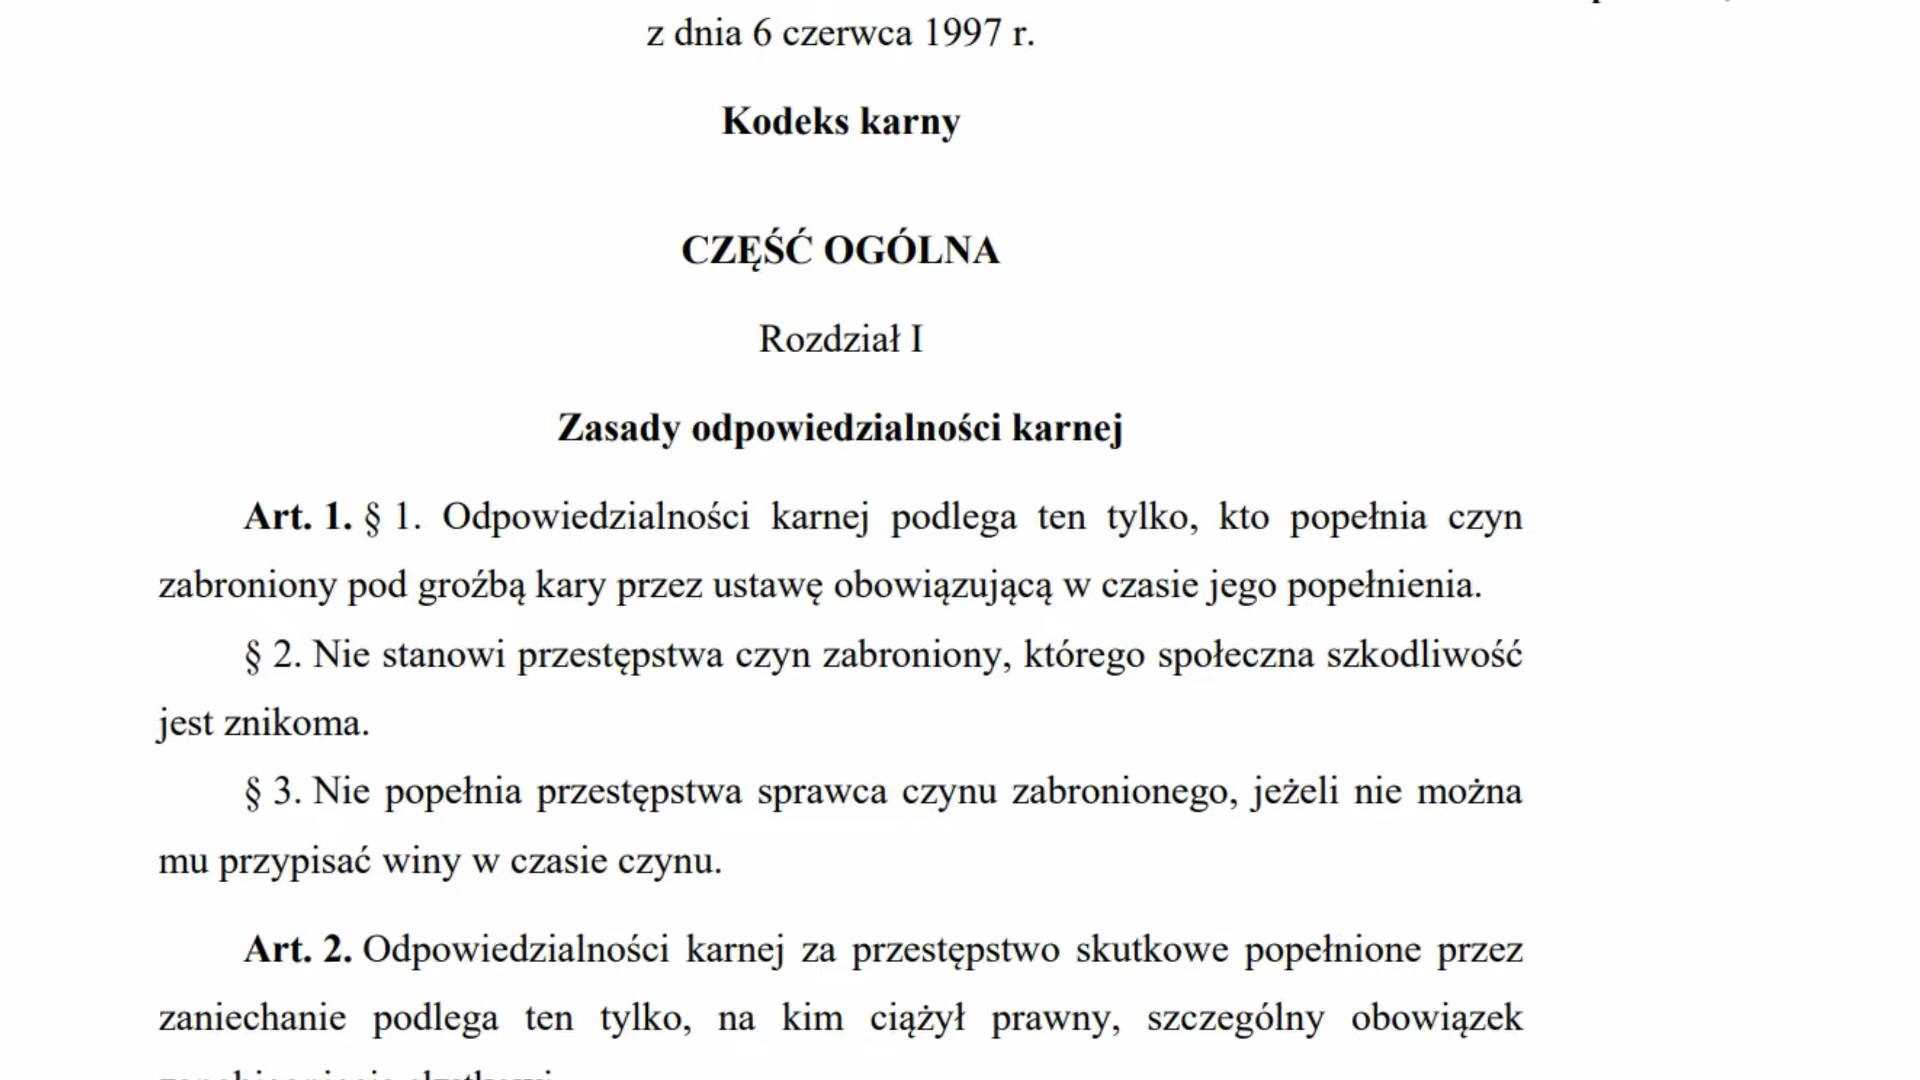 z dnia 6 czerwca 1997 r.
Kodeks karny
CZĘŚĆ OGÓLNA
Rozdział I
Zasady odpowiedzialności karnej
Art. 1. § 1. Odpowiedzialności karnej podlega ten tylko, kto popełnia czyn
zabroniony pod groźbą kary przez ustawę obowiązującą w czasie jego popełnienia.
§ 2. Nie stanowi przestępstwa czyn zabroniony, którego społeczna szkodliwość
jest znikoma.
§ 3. Nie popełnia przestępstwa sprawca czynu zabronionego, jeżeli nie można
mu przypisać winy w czasie czynu.
Art. 2. Odpowiedzialności karnej za przestępstwo skutkowe popełnione przez
zaniechanie podlega ten tylko, na kim ciążył prawny, szczególny obowiązek